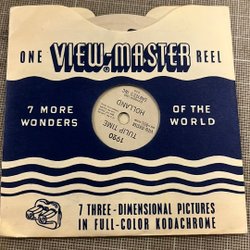 ONE VIEW-MASTER REEL
7 MORE WONDERS
OF THE WORLD
1920
TULIP TIME
HOLLAND
7 THREE-DIMENSIONAL PICTURES
IN FULL-COLOR KODACHROME